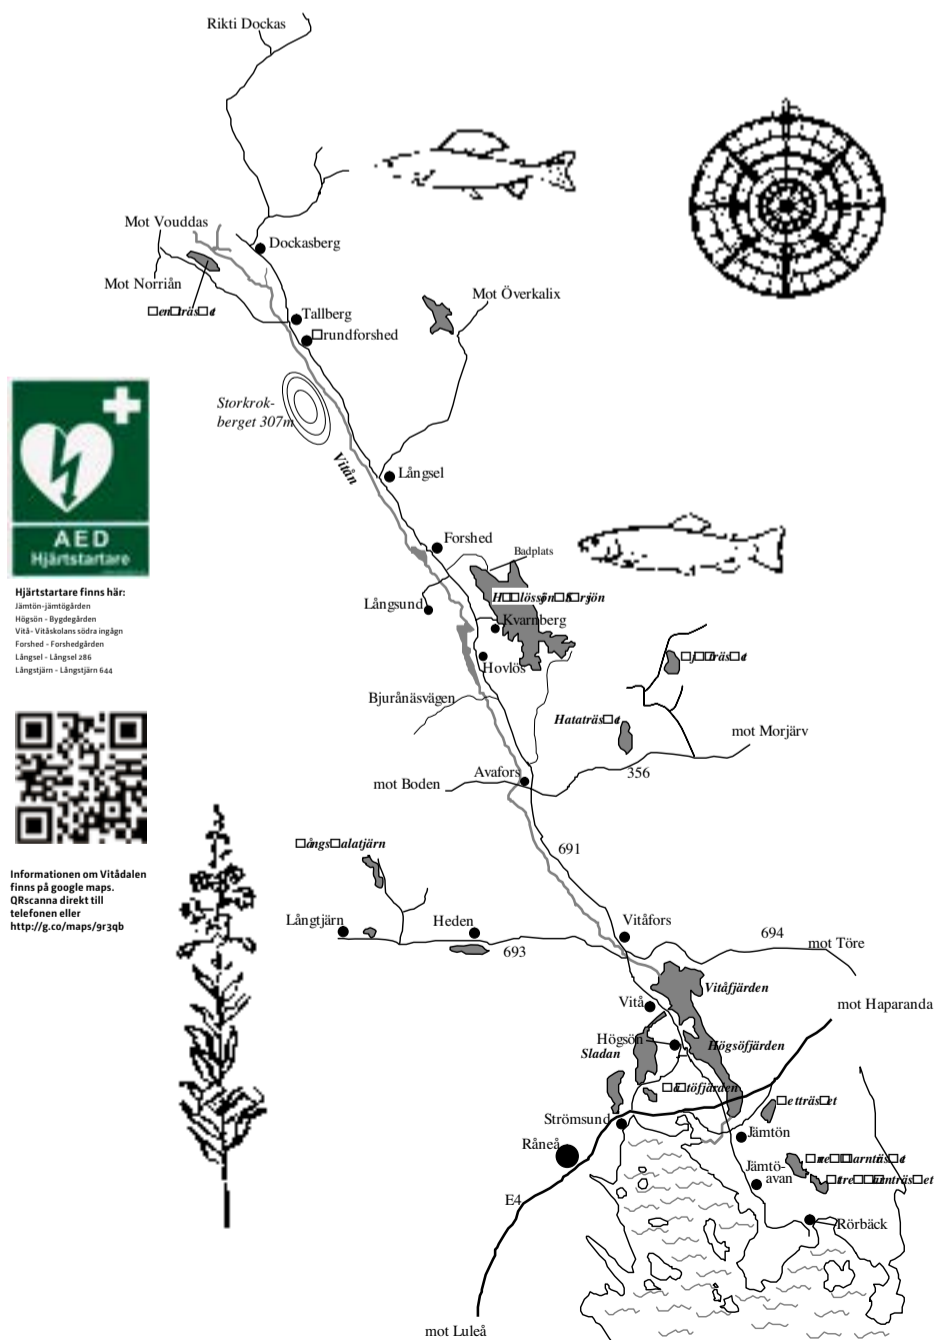 Rikti Dockas
Mot Vouddas
Dockasberg
Mot Norriån
Mot Överkalix
Tallberg
rundforshed
Storkrok-
berget 307m
Vitån
Långsel
AED
Hjärtstartare
Forshed
Badplats
Hjärtstartare finns här:
Jämtön-jämtögården
Högsön - Bygdegården
Vitå- Vitåskolans södra ingågn
Forshed - Forshedgården
Långsel - Långsel 286
Långstjärn - Långstjärn 644
Långsund
Kvarnberg
Hovlös
Bjurånäsvägen
mot Morjärv
Avafors
356
mot Boden
691
Informationen om Vitådalen
finns på google maps.
QRscanna direkt till
telefonen eller
http://g.co/maps/9r3qb
Långtjärn
Heden
Vitåfors
694
mot Töre
693
Vitåfjärden
Vitå
mot Haparanda
Högsön
Högsöfjärden
Sladan
Strömsund
Jämtön
Råneå
Jämtö-
avan
E4
Rörbäck
mot Luleå